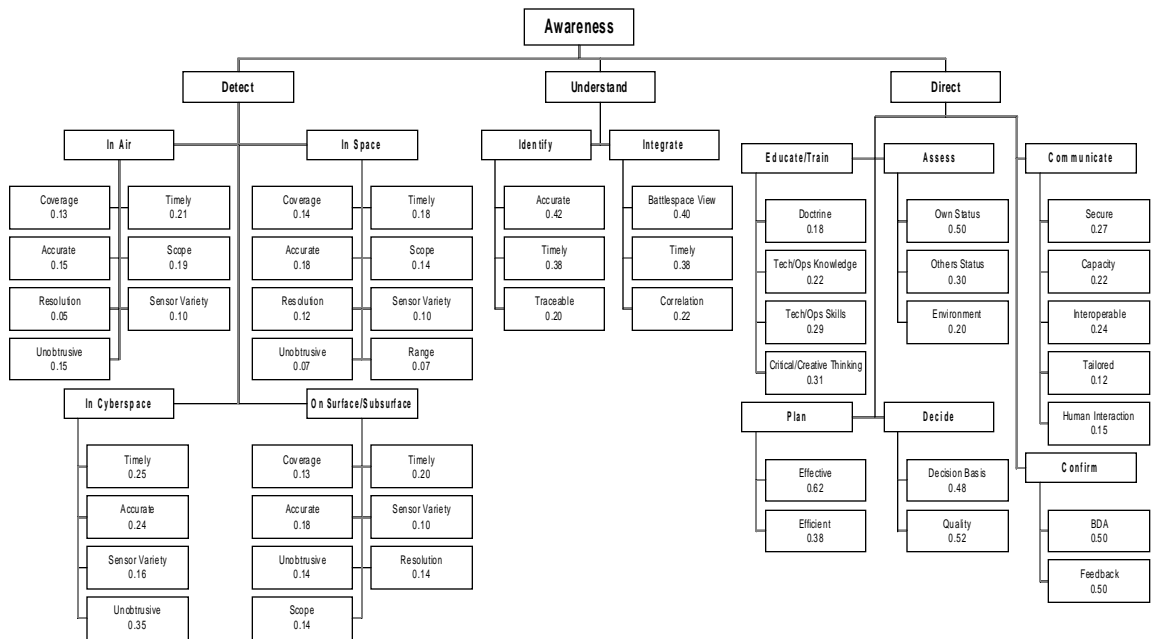 Awareness
Detect
Understand
Direct
In Air
In Space
Identify
Integrate
Educate/Train
Assess
Communicate
Coverage
0.13
Timely
0.21
Accurate
0.15
Scope
0.19
Resolution
0.05
Sensor Variety
0.10
Unobtrusive
0.15
Coverage
0.14
Timely
0.18
Accurate
0.18
Scope
0.14
Resolution
0.12
Sensor Variety
0.10
Unobtrusive
0.07
Range
0.07
Accurate
0.42
Timely
0.38
Traceable
0.20
Battlespace View
0.40
Timely
0.38
Correlation
0.22
Doctrine
0.18
Tech/Ops Knowledge
0.22
Tech/Ops Skills
0.29
Critical/Creative Thinking
0.31
Own Status
0.50
Others Status
0.30
Environment
0.20
Secure
0.27
Capacity
0.22
Interoperable
0.24
Tailored
0.12
Human Interaction
0.15
In Cyberspace
On Surface/Subsurface
Plan
Decide
Confirm
Timely
0.25
Accurate
0.24
Sensor Variety
0.16
Unobtrusive
0.35
Coverage
0.13
Timely
0.20
Accurate
0.18
Sensor Variety
0.10
Unobtrusive
0.14
Resolution
0.14
Scope
0.14
Effective
0.62
Efficient
0.38
Decision Basis
0.48
Quality
0.52
BDA
0.50
Feedback
0.50